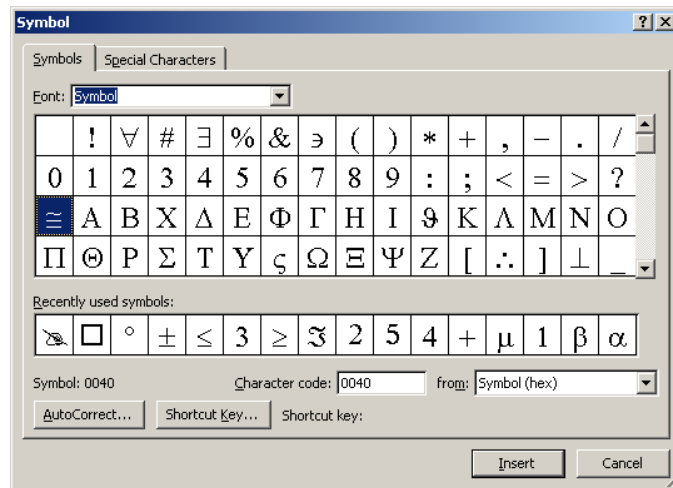 Symbol
Symbols Special Characters
Font: Symbol
! ∀ # ∃ % & ∍ ( ) ∗ + , − . /
0 1 2 3 4 5 6 7 8 9 : ; < = > ?
≅ Α Β Χ Δ Ε Φ Γ Η Ι ϑ Κ Λ Μ Ν Ο
Π Θ Ρ Σ Τ Υ ς Ω Ξ Ψ Ζ [ ∴ ] ⊥ _
Recently used symbols:
□ ° ± ≤ 3 ≥ ℑ 2 5 4 + μ 1 β α
Symbol: 0040 Character code: 0040 from: Symbol (hex)
AutoCorrect... Shortcut Key... Shortcut key:
Insert Cancel